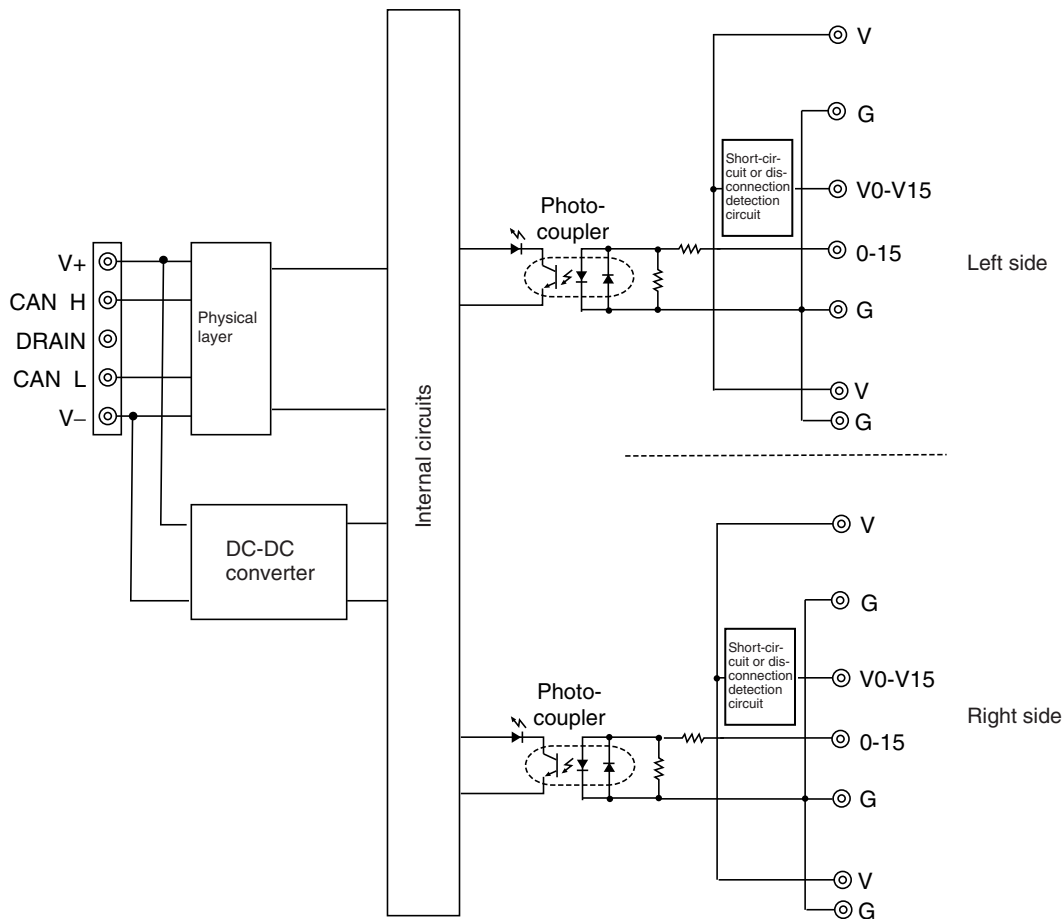 V+
CAN H
DRAIN
CAN L
V–
Physical
layer
DC-DC
converter
Internal circuits
Photo-
coupler
Short-cir-
cuit or dis-
connection
detection
circuit
V
G
V0-V15
0-15
G
V
G
Left side
Photo-
coupler
Short-cir-
cuit or dis-
connection
detection
circuit
V
G
V0-V15
0-15
G
V
G
Right side